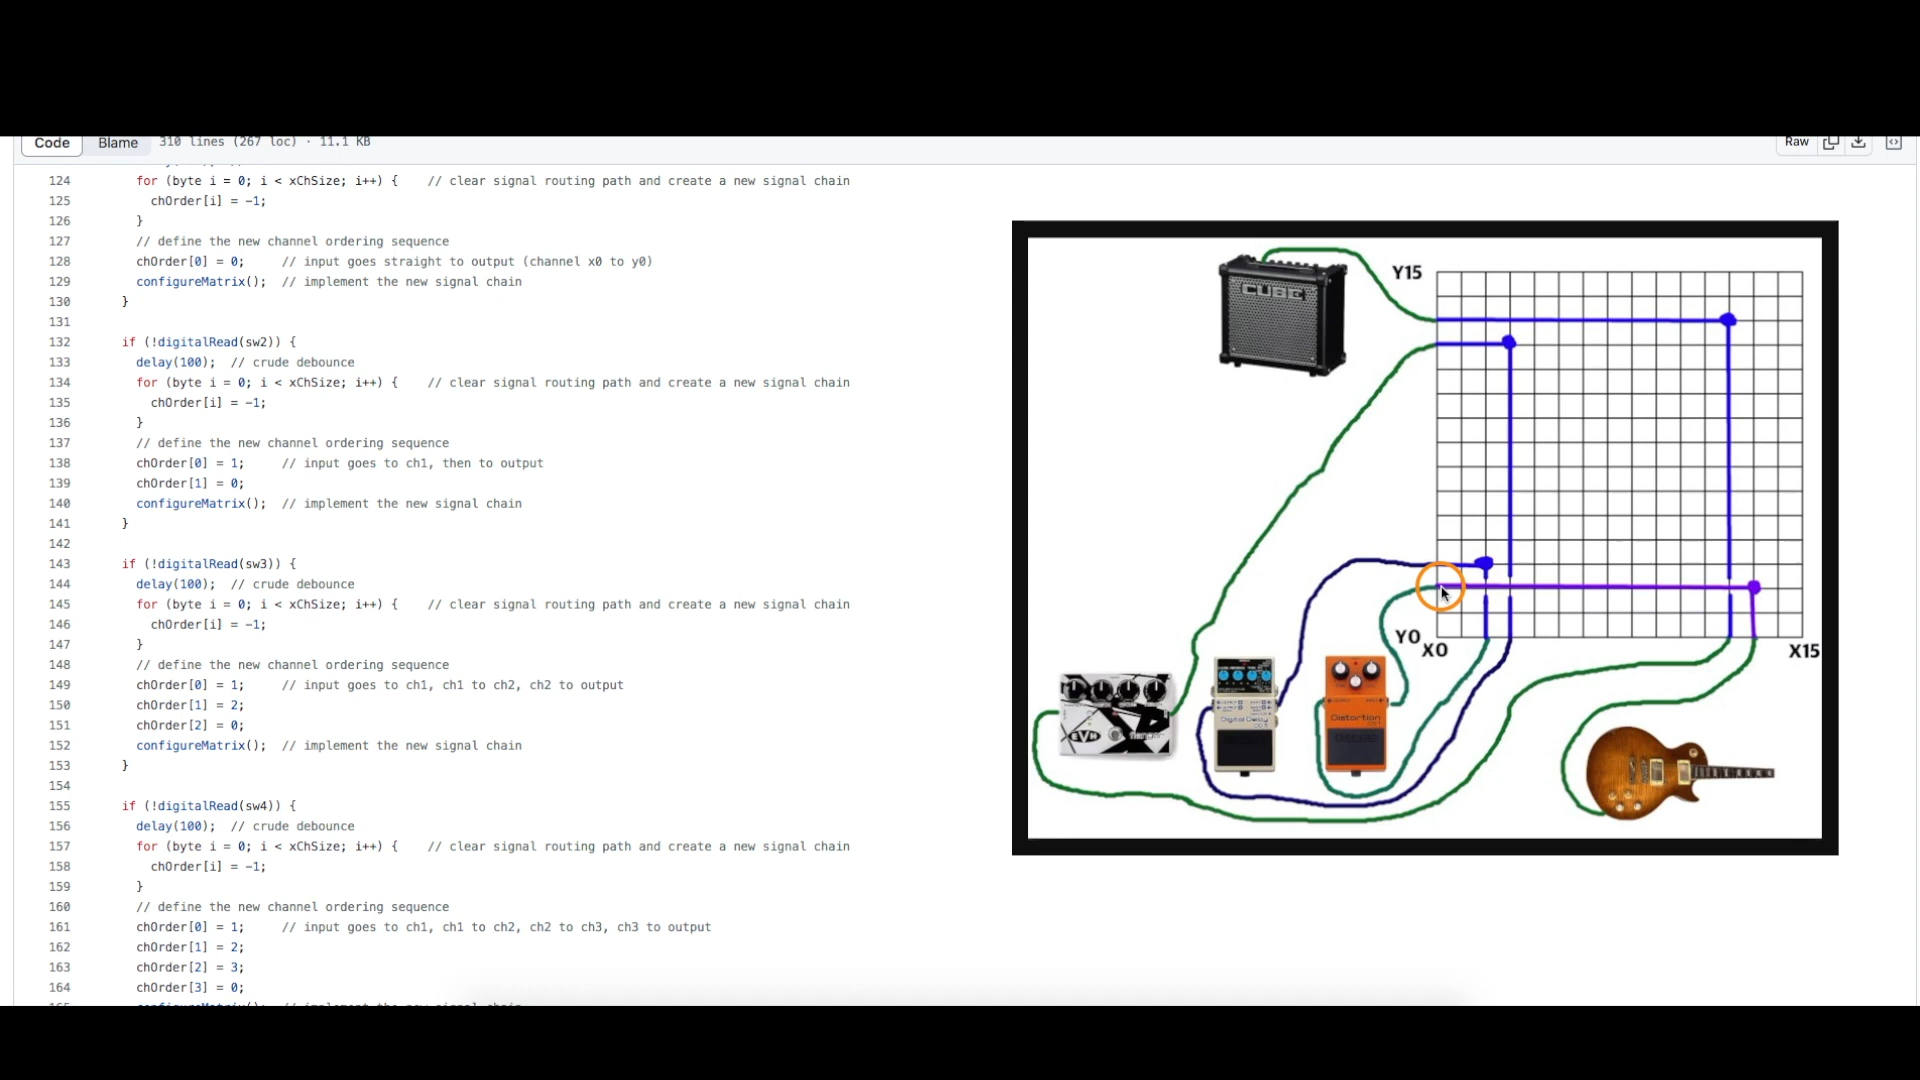 Code Blame 310 lines (267 loc) · 11.1 KB Raw
124 for (byte i = 0; i < xChSize; i++) { // clear signal routing path and create a new signal chain
125 chOrder[i] = -1;
126 }
127 // define the new channel ordering sequence
128 chOrder[0] = 0; // input goes straight to output (channel x0 to y0)
129 configureMatrix(); // implement the new signal chain
130 }
131
132 if (!digitalRead(sw2)) {
133 delay(100); // crude debounce
134 for (byte i = 0; i < xChSize; i++) { // clear signal routing path and create a new signal chain
135 chOrder[i] = -1;
136 }
137 // define the new channel ordering sequence
138 chOrder[0] = 1; // input goes to ch1, then to output
139 chOrder[1] = 0;
140 configureMatrix(); // implement the new signal chain
141 }
142
143 if (!digitalRead(sw3)) {
144 delay(100); // crude debounce
145 for (byte i = 0; i < xChSize; i++) { // clear signal routing path and create a new signal chain
146 chOrder[i] = -1;
147 }
148 // define the new channel ordering sequence
149 chOrder[0] = 1; // input goes to ch1, ch1 to ch2, ch2 to output
150 chOrder[1] = 2;
151 chOrder[2] = 0;
152 configureMatrix(); // implement the new signal chain
153 }
154
155 if (!digitalRead(sw4)) {
156 delay(100); // crude debounce
157 for (byte i = 0; i < xChSize; i++) { // clear signal routing path and create a new signal chain
158 chOrder[i] = -1;
159 }
160 // define the new channel ordering sequence
161 chOrder[0] = 1; // input goes to ch1, ch1 to ch2, ch2 to ch3, ch3 to output
162 chOrder[1] = 2;
163 chOrder[2] = 3;
164 chOrder[3] = 0;
Y15
CUBE
Y0
X0
X15
EVH
Digital Delay
Distortion